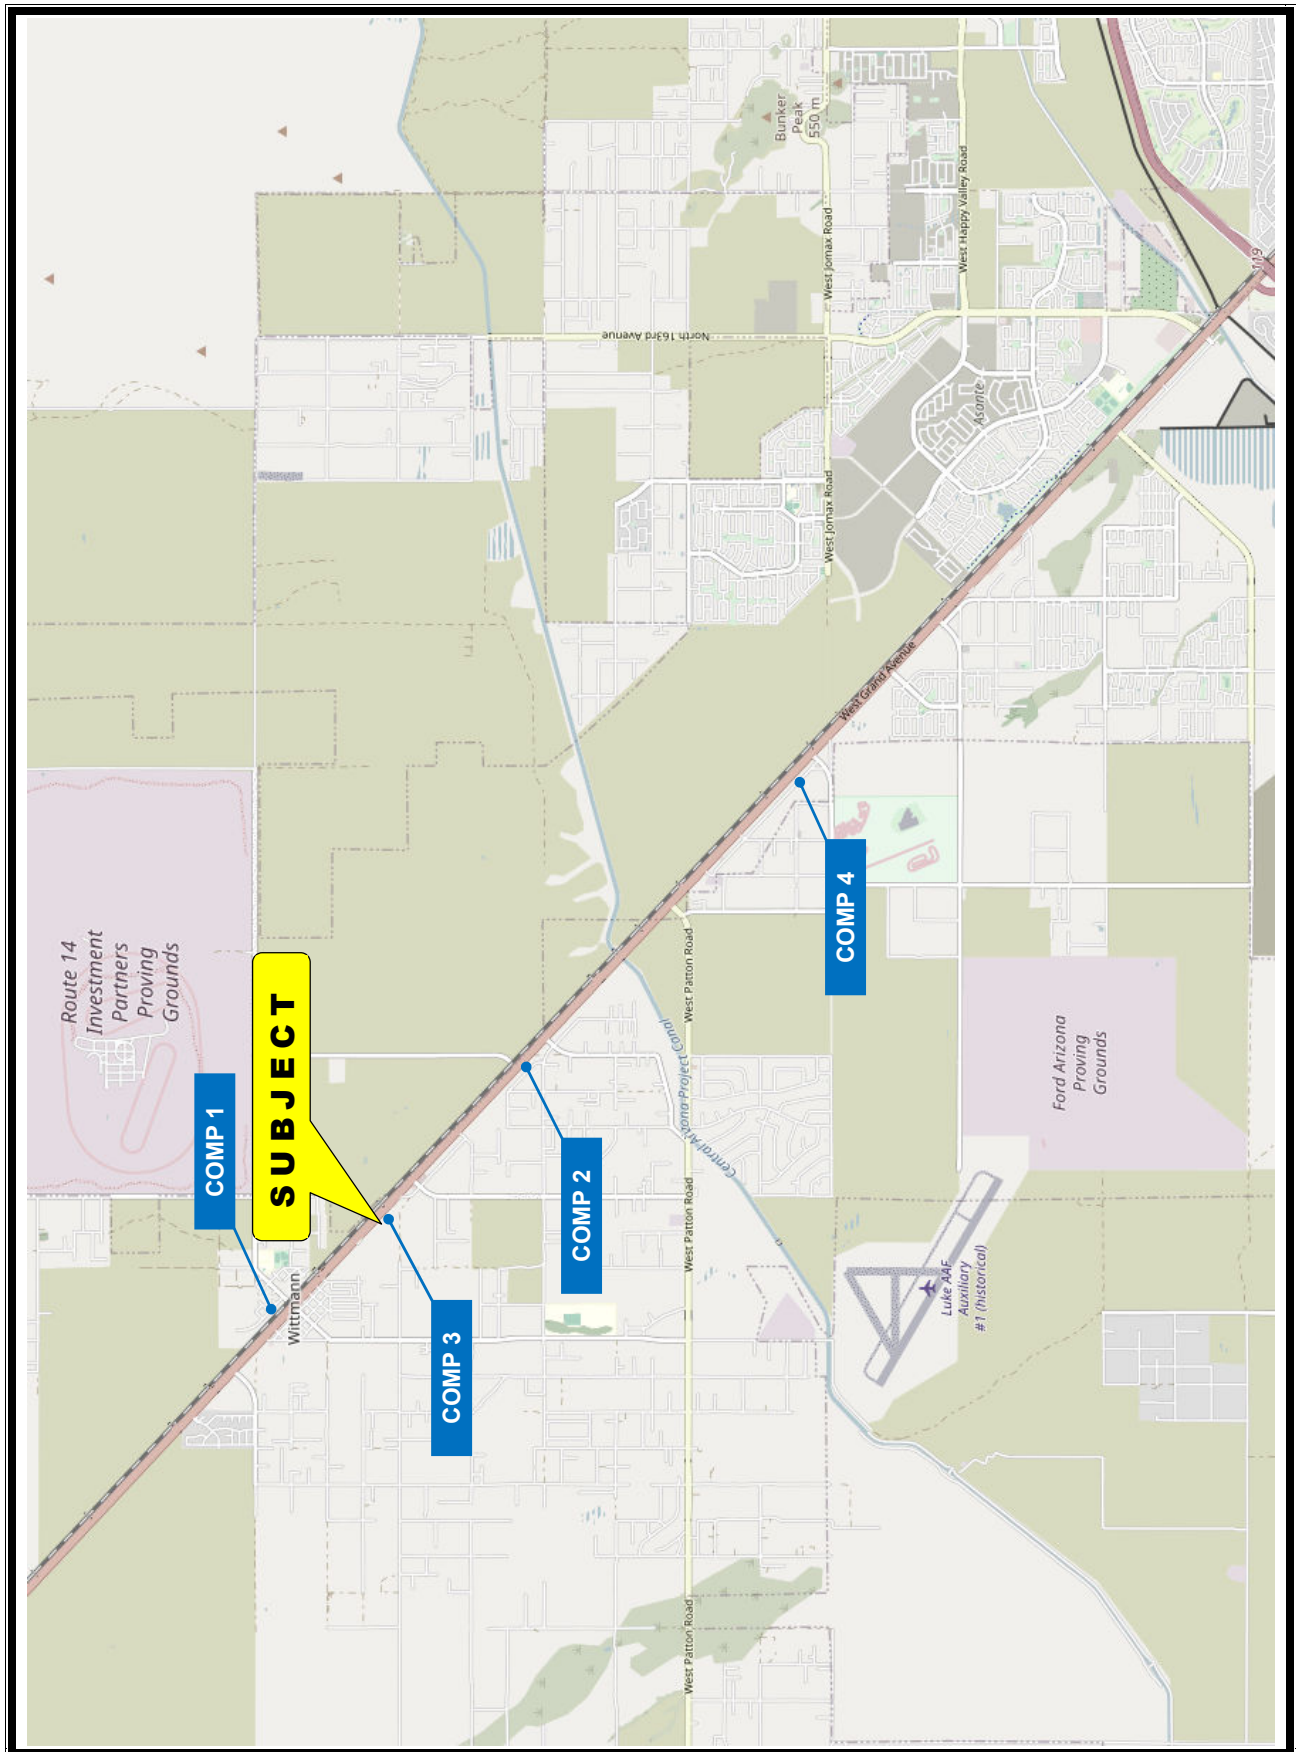 Route 14
Investment
Partners
Proving
Grounds
COMP 1
SUBJECT
Wittmann
COMP 3
COMP 2
COMP 4
West Patton Road
West Patton Road
West Patton Road
Central Arizona Project Canal
Luke AAF
Auxiliary
#1 (historical)
Ford Arizona
Proving
Grounds
West Grand Avenue
West Jomax Road
West Jomax Road
North 163rd Avenue
Asante
West Happy Valley Road
Bunker
Peak
550 m
119